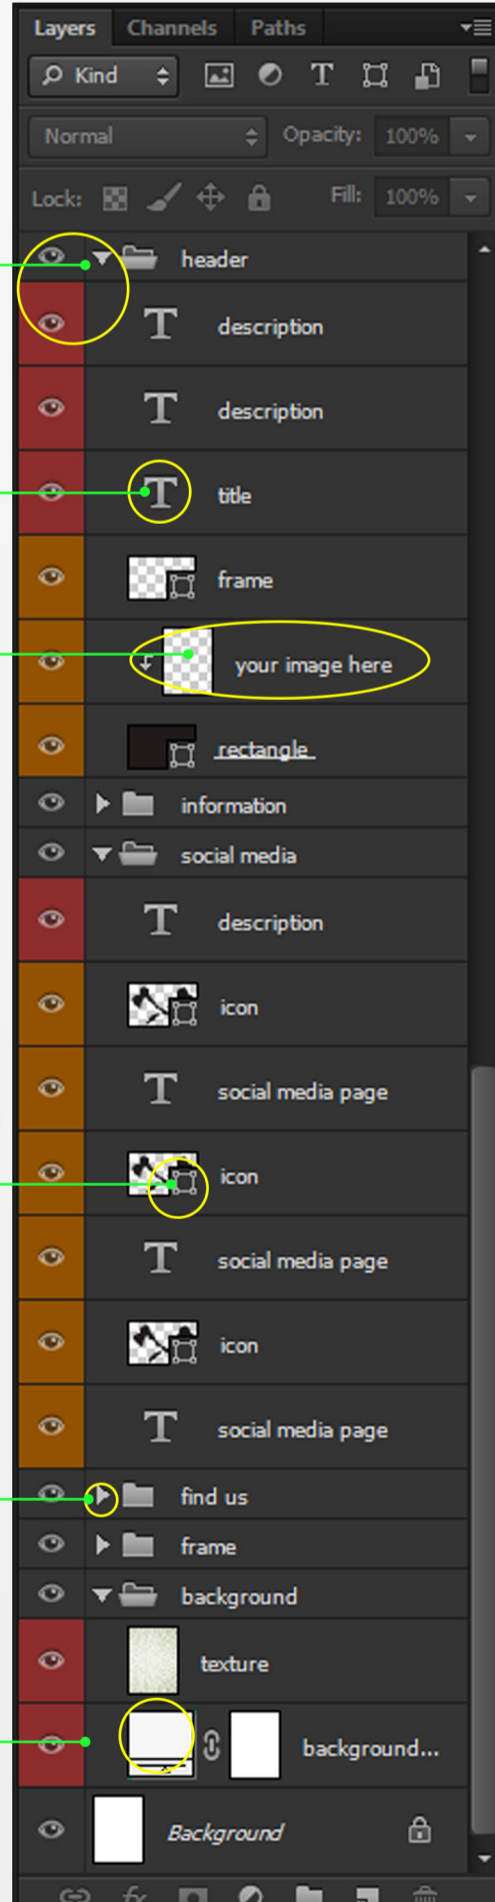 Layers Channels Paths
Kind T
Normal Opacity: 100%
Lock: Fill: 100%
header
T description
T description
T title
frame
your image here
rectangle
information
social media
T description
icon
T social media page
icon
T social media page
icon
T social media page
find us
frame
background
texture
background...
Background
fx